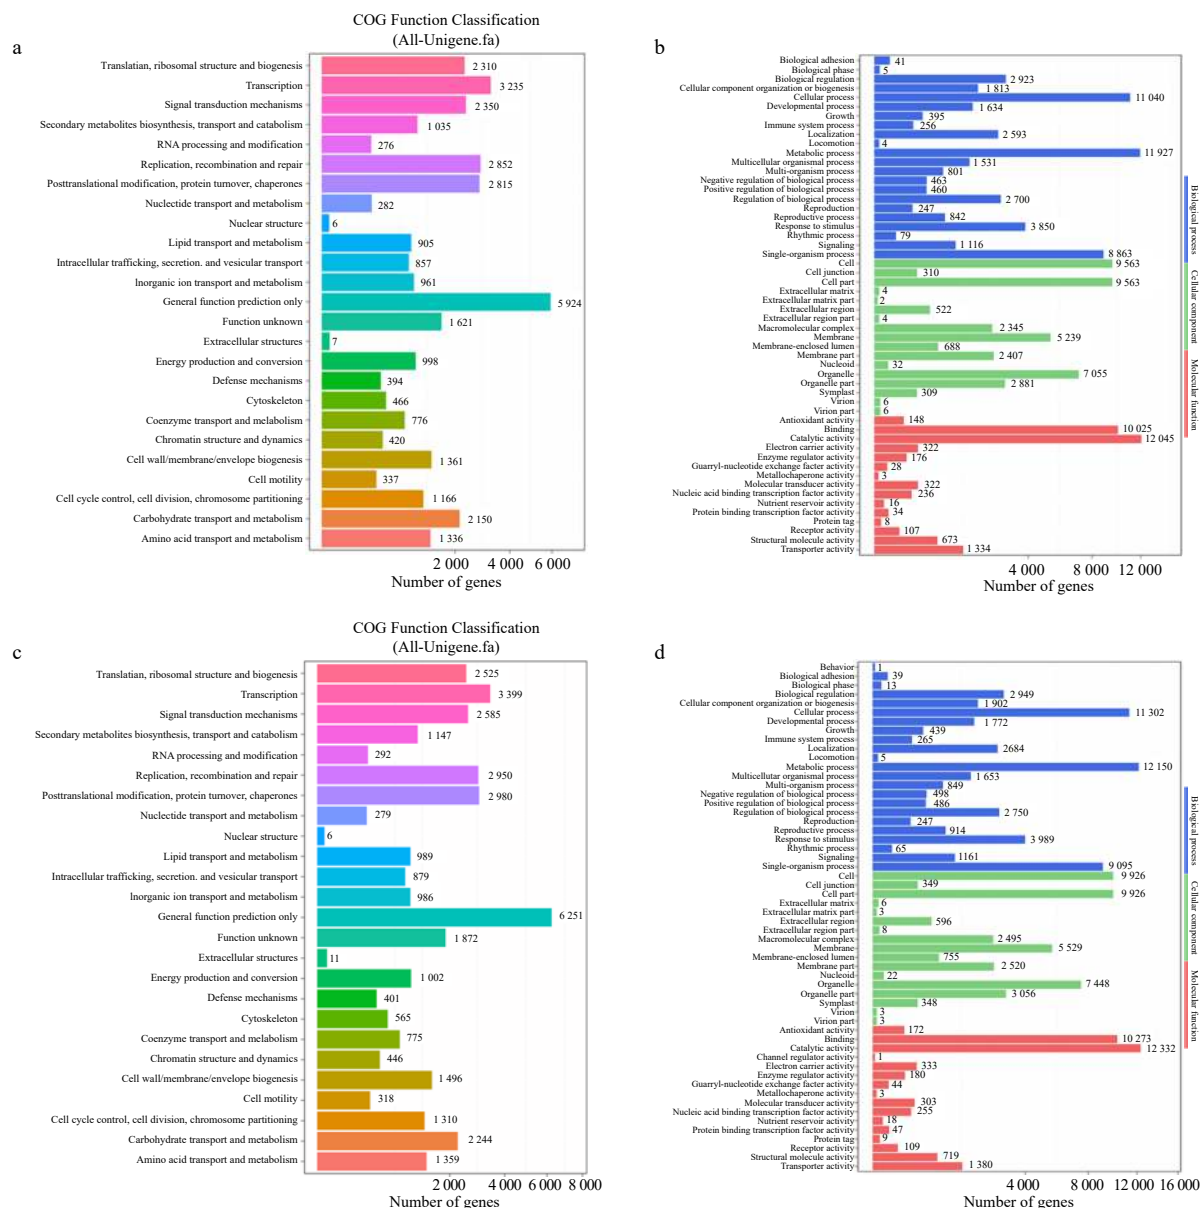 COG Function Classification
(All-Unigene.fa)
a
Translatian, ribosomal structure and biogenesis 2 310
Transcription 3 235
Signal transduction mechanisms 2 350
Secondary metabolites biosynthesis, transport and catabolism 1 035
RNA processing and modification 276
Replication, recombination and repair 2 852
Posttranslational modification, protein turnover, chaperones 2 815
Nuclectide transport and metabolism 282
Nuclear structure 6
Lipid transport and metabolism 905
Intracellular trafficking, secretion. and vesicular transport 857
Inorganic ion transport and metabolism 961
General function prediction only 5 924
Function unknown 1 621
Extracellular structures 7
Energy production and conversion 998
Defense mechanisms 394
Cytoskeleton 466
Coenzyme transport and melabolism 776
Chromatin structure and dynamics 420
Cell wall/membrane/envelope biogenesis 1 361
Cell motility 337
Cell cycle control, cell division, chromosome partitioning 1 166
Carbohydrate transport and metabolism 2 150
Amino acid transport and metabolism 1 336
2 000 4 000 6 000
Number of genes
b
Biological adhesion 41
Biological phase 5
Biological regulation 2 923
Cellular component organization or biogenesis 1 813
Cellular process 11 040
Developmental process 1 634
Growth 395
Immune system process 256
Localization 2 593
Locomotion 4
Metabolic process 11 927
Multicellular organismal process 1 531
Multi-organism process 801
Negative regulation of biological process 463
Positive regulation of biological process 460
Regulation of biological process 2 700
Reproduction 247
Reproductive process 842
Response to stimulus 3 850
Rhythmic process 79
Signaling 1 116
Single-organism process 8 863
Cell 9 563
Cell junction 310
Cell part 9 563
Extracellular matrix 4
Extracellular matrix part 2
Extracellular region 522
Extracellular region part 4
Macromolecular complex 2 345
Membrane 5 239
Membrane-enclosed lumen 688
Membrane part 2 407
Nucleoid 32
Organelle 7 055
Organelle part 2 881
Symplast 309
Virion 6
Virion part 6
Antioxidant activity 148
Binding 10 025
Catalytic activity 12 045
Electron carrier activity 322
Enzyme regulator activity 176
Guarryl-nucleotide exchange facter activity 28
Metallochaperone activity 3
Molecular transducer activity 322
Nucleic acid binding transcription factor activity 236
Nutrient reservoir activity 16
Protein binding transcription factor activity 34
Protein tag 8
Receptor activity 107
Structural molecule activity 673
Transporter activity 1 334
4 000 8 000 12 000
Number of genes
Biological process
Cellular component
Molecular function
COG Function Classification
(All-Unigene.fa)
c
Translatian, ribosomal structure and biogenesis 2 525
Transcription 3 399
Signal transduction mechanisms 2 585
Secondary metabolites biosynthesis, transport and catabolism 1 147
RNA processing and modification 292
Replication, recombination and repair 2 950
Posttranslational modification, protein turnover, chaperones 2 980
Nuclectide transport and metabolism 279
Nuclear structure 6
Lipid transport and metabolism 989
Intracellular trafficking, secretion. and vesicular transport 879
Inorganic ion transport and metabolism 986
General function prediction only 6 251
Function unknown 1 872
Extracellular structures 11
Energy production and conversion 1 002
Defense mechanisms 401
Cytoskeleton 565
Coenzyme transport and metabolism 775
Chromatin structure and dynamics 446
Cell wall/membrane/envelope biogenesis 1 496
Cell motility 318
Cell cycle control, cell division, chromosome partitioning 1 310
Carbohydrate transport and metabolism 2 244
Amino acid transport and metabolism 1 359
2 000 4 000 6 000 8 000
Number of genes
d
Behavior 1
Biological adhesion 39
Biological phase 13
Biological regulation 2 949
Cellular component organization or biogenesis 1 902
Cellular process 11 302
Developmental process 1 772
Growth 439
Immune system process 265
Localization 2684
Locomotion 5
Metabolic process 12 150
Multicellutar organismal process 1 653
Multi-organism process 849
Negative regulation of biological process 498
Positive regulation of biological process 486
Regulation of biological process 2 750
Reproduction 247
Reproductive process 914
Response to stimulus 3 989
Rhythmic process 65
Signaling 1161
Single-organism process 9 095
Cell 9 926
Cell junction 349
Cell part 9 926
Extracellular matrix 6
Extracellular matrix part 3
Extracellular region 596
Extracellular region part 8
Macromolecular complex 2 495
Membrane 5 529
Membrane-enclosed lumen 755
Membrane part 2 520
Nucleoid 22
Organelle 7 448
Organelle part 3 056
Symplast 348
Virion 3
Virion part 3
Antioxidant activity 172
Binding 10 273
Catalytic activity 12 332
Channel regulator activity 1
Electron carrier activity 333
Enzyme regulator activity 180
Guarryl-nucleotide exchange factor activity 44
Metallochaperone activity 3
Molecular transducer activity 303
Nucleic acid binding transcription factor activity 255
Nutrient reservoir activity 18
Protein binding transcription factor activity 47
Protein tag 9
Receptor activity 109
Structural molecule activity 719
Transporter activity 1 380
4 000 8 000 12 000 16 000
Number of genes
Biological process
Cellular component
Molecular function